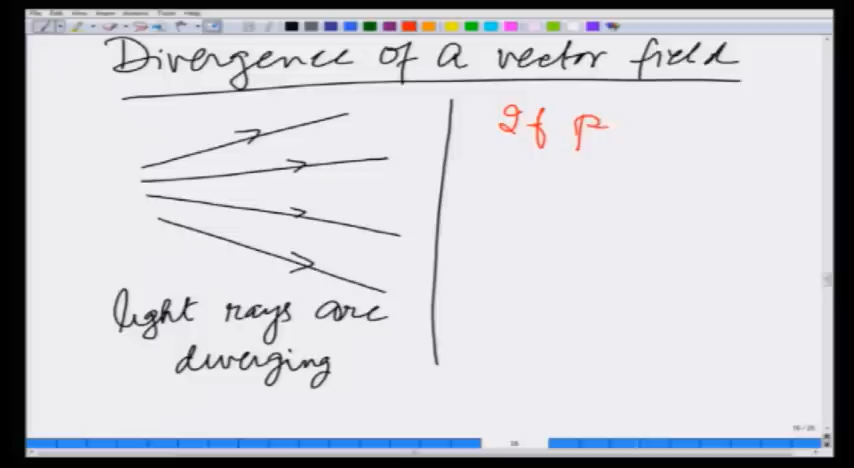 Divergence of a vector field
If p
light rays are
diverging